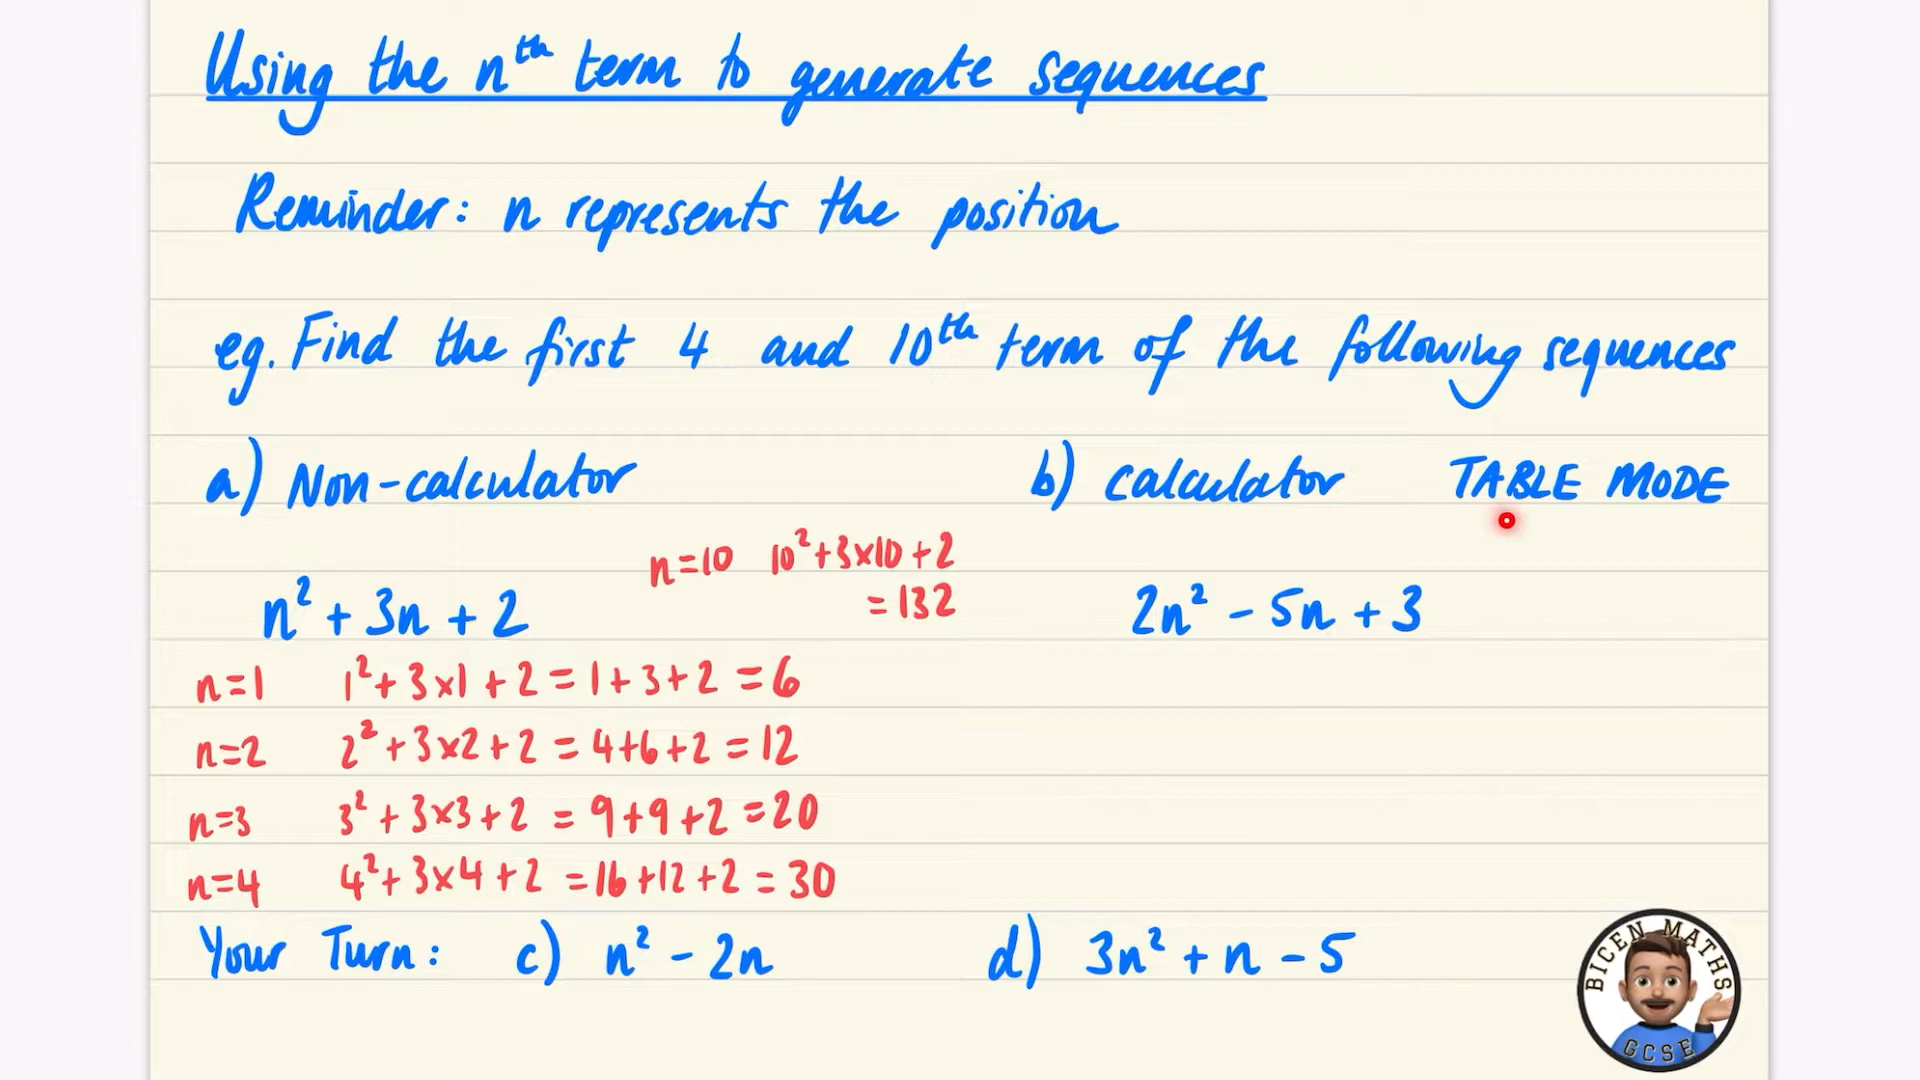 Using the nᵗʰ term to generate sequences
Reminder: n represents the position
eg. Find the first 4 and 10ᵗʰ term of the following sequences
a) Non-calculator
n=10 10² + 3×10 + 2
= 132
n² + 3n + 2
n=1 1² + 3×1 + 2 = 1 + 3 + 2 = 6
n=2 2² + 3×2 + 2 = 4+6+2 = 12
n=3 3² + 3×3 + 2 = 9+9+2 = 20
n=4 4² + 3×4 + 2 = 16 + 12 + 2 = 30
b) Calculator TABLE MODE
2n² - 5n + 3
Your Turn: c) n² - 2n d) 3n² + n - 5
BICEN MATHS
GCSE